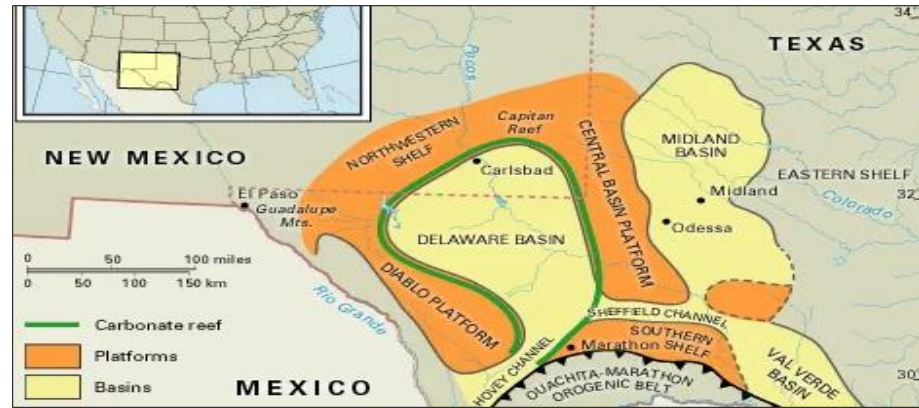 34°
TEXAS
Pecos
NORTHWESTERN
SHELF
Capitan
Reef
CENTRAL BASIN PLATFORM
MIDLAND
BASIN
NEW MEXICO
Carlsbad
EASTERN SHELF
El Paso
Guadalupe
Mts.
Midland
Colorado
32°
Odessa
DELAWARE BASIN
0 50 100 miles
0 50 100 150 km
DIABLO PLATFORM
Rio Grande
SHEFFIELD CHANNEL
Carbonate reef
SOUTHERN
SHELF
Marathon
Platforms
HOVEY CHANNEL
VAL VERDE
BASIN
30°
MEXICO
OUACHITA-MARATHON
OROGENIC BELT
Basins